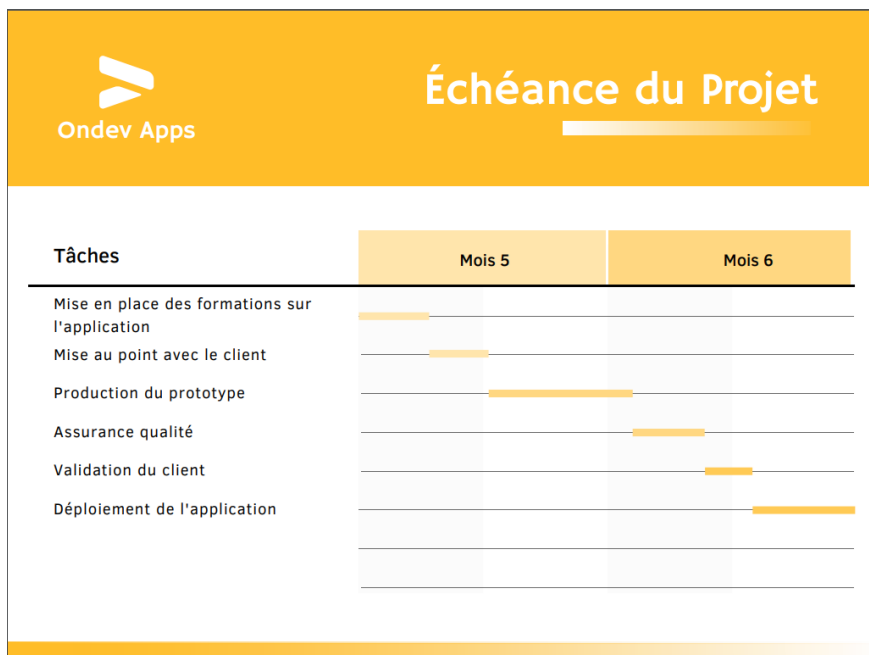 Échéance du Projet
Ondev Apps
Tâches
Mois 5
Mois 6
Mise en place des formations sur
l'application
Mise au point avec le client
Production du prototype
Assurance qualité
Validation du client
Déploiement de l'application